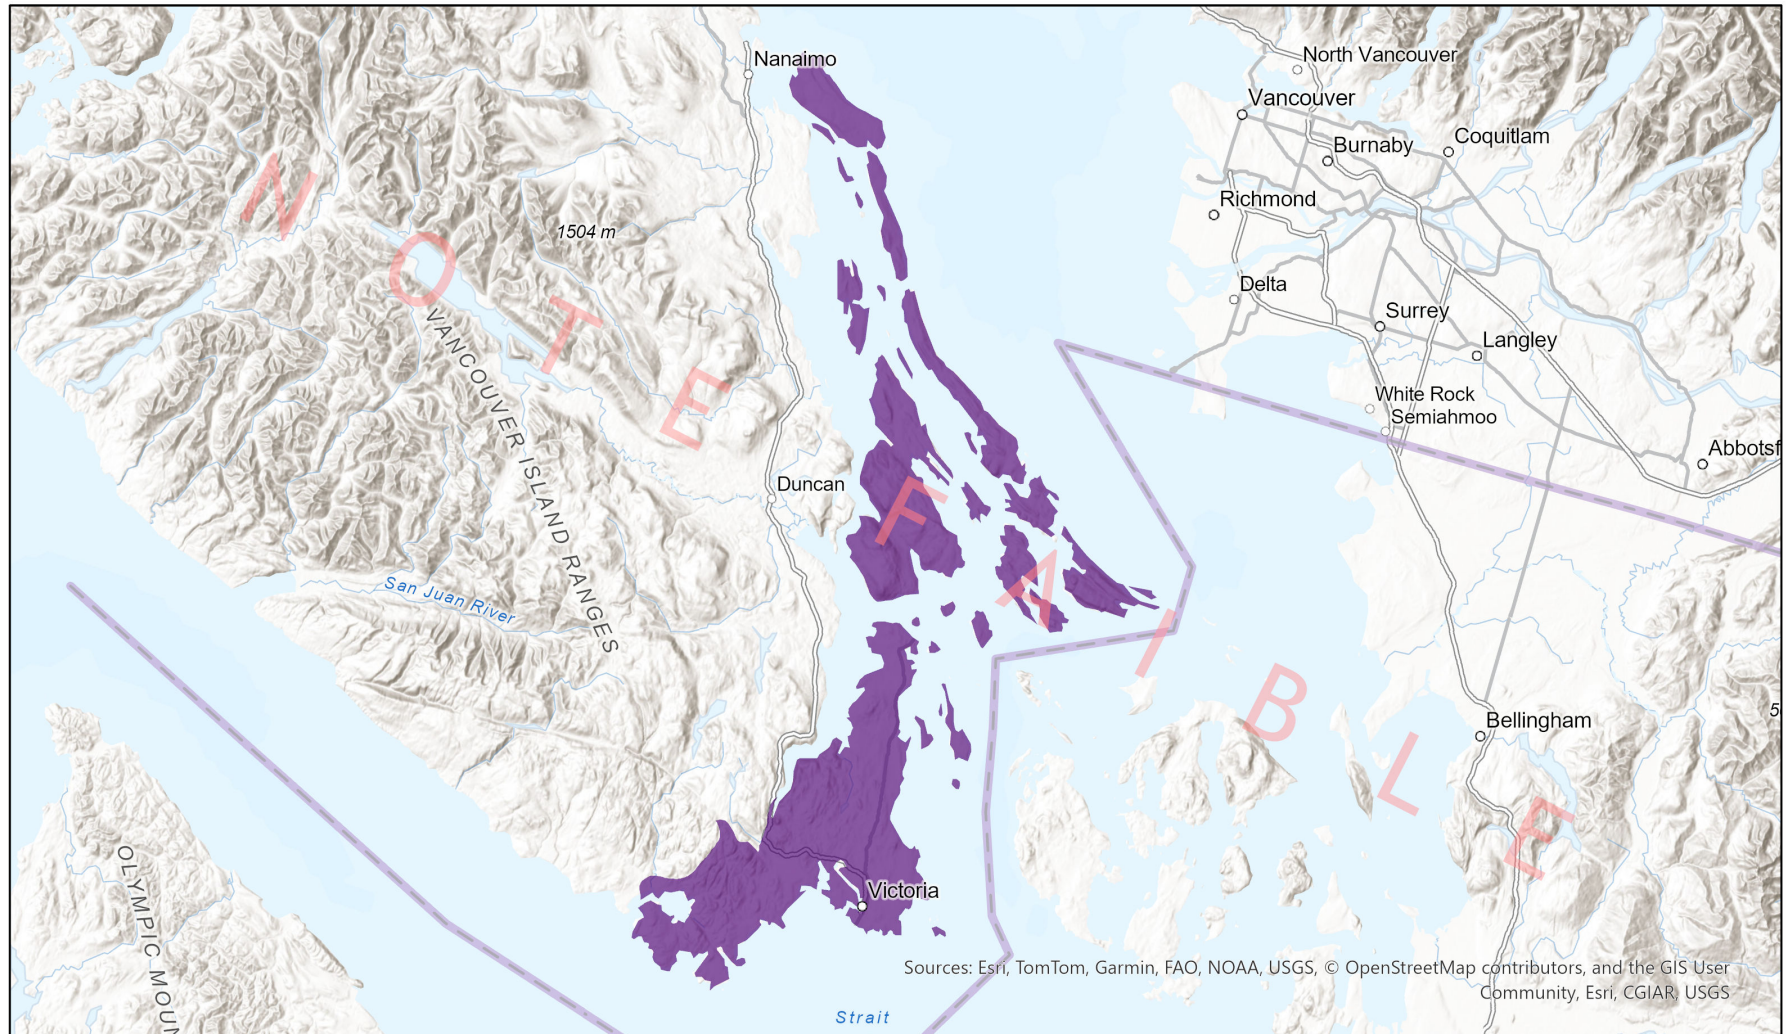 Nanaimo
North Vancouver
Vancouver
Coquitlam
Burnaby
Richmond
1504 m
Delta
Surrey
Langley
White Rock
Semiahmoo
Abbotsf
Duncan
VANCOUVER ISLAND RANGES
San Juan River
NOTE FAIBLE
Bellingham
5
OLYMPIC MOUN
Victoria
Sources: Esri, TomTom, Garmin, FAO, NOAA, USGS, © OpenStreetMap contributors, and the GIS User
Community, Esri, CGIAR, USGS
Strait